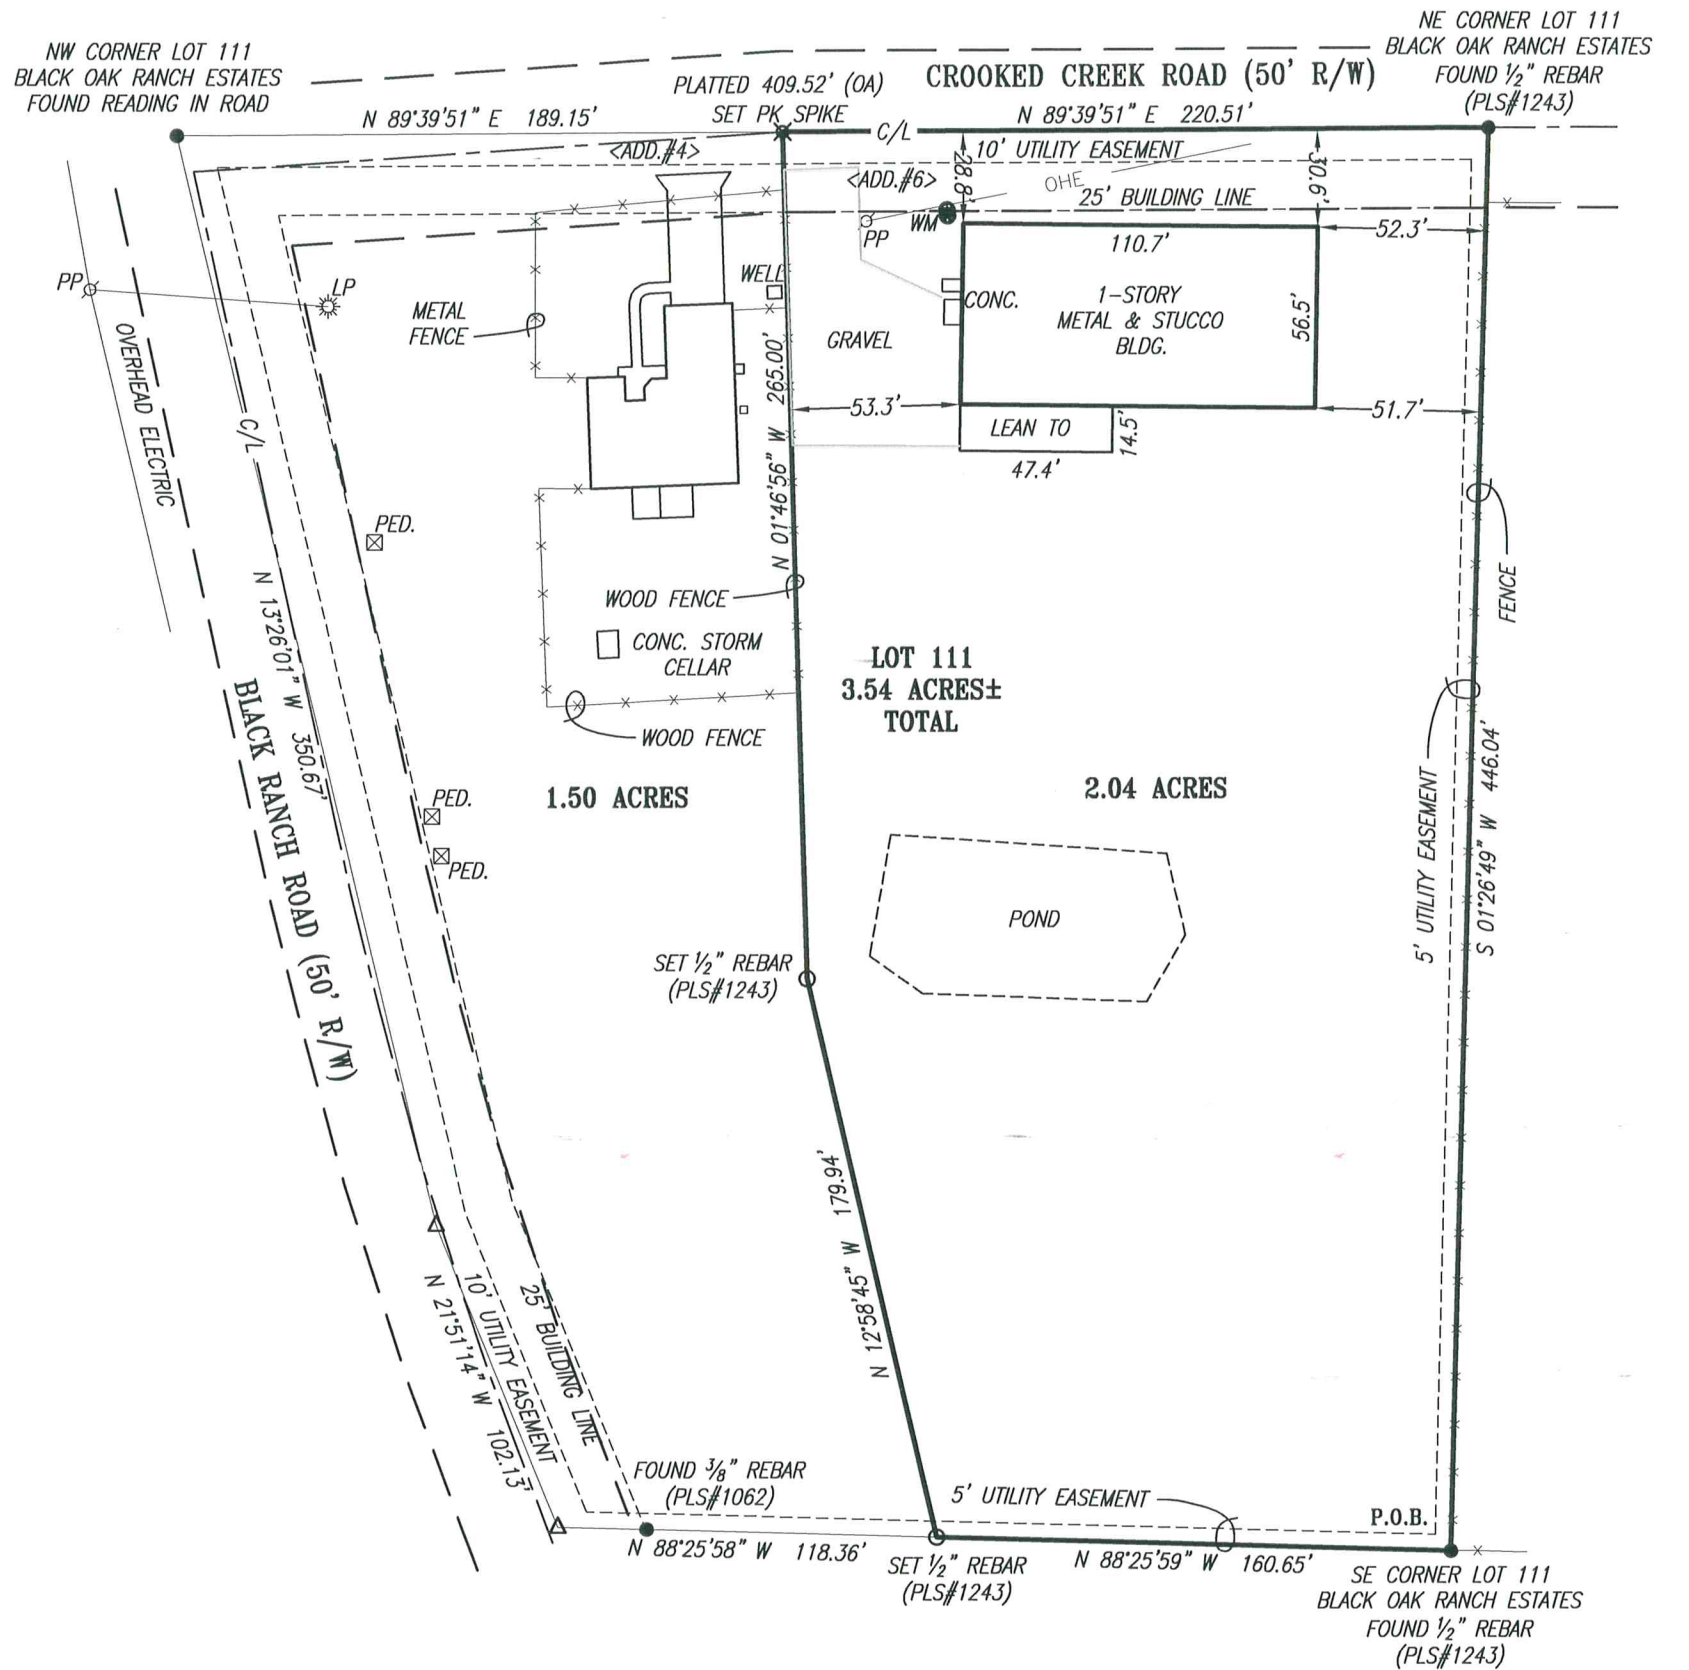 NW CORNER LOT 111
BLACK OAK RANCH ESTATES
FOUND READING IN ROAD
NE CORNER LOT 111
BLACK OAK RANCH ESTATES
FOUND ½" REBAR
(PLS#1243)
PLATTED 409.52' (OA)
SET PK SPIKE
CROOKED CREEK ROAD (50' R/W)
N 89°39'51" E 189.15'
C/L
N 89°39'51" E 220.51'
<ADD.#4>
10' UTILITY EASEMENT
<ADD.#6>
OHE
28.8'
30.6'
25' BUILDING LINE
WM
PP
52.3'
110.7'
PP
LP
WELL
METAL
FENCE
CONC.
1-STORY
METAL & STUCCO
BLDG.
56.5'
GRAVEL
OVERHEAD ELECTRIC
C/L
53.3'
51.7'
LEAN TO
14.5'
47.4'
N 01°46'56" W 265.00'
PED.
WOOD FENCE
FENCE
CONC. STORM
CELLAR
WOOD FENCE
LOT 111
3.54 ACRES±
TOTAL
N 13°26'01" W 350.67'
BLACK RANCH ROAD (50' R/W)
1.50 ACRES
2.04 ACRES
PED.
PED.
5' UTILITY EASEMENT
S 01°26'49" W 446.04'
POND
SET ½" REBAR
(PLS#1243)
N 12°58'45" W 179.94'
N 21°51'14" W 102.13'
10' UTILITY EASEMENT
25' BUILDING LINE
FOUND ⅜" REBAR
(PLS#1062)
5' UTILITY EASEMENT
P.O.B.
N 88°25'58" W 118.36'
SET ½" REBAR
(PLS#1243)
N 88°25'59" W 160.65'
SE CORNER LOT 111
BLACK OAK RANCH ESTATES
FOUND ½" REBAR
(PLS#1243)